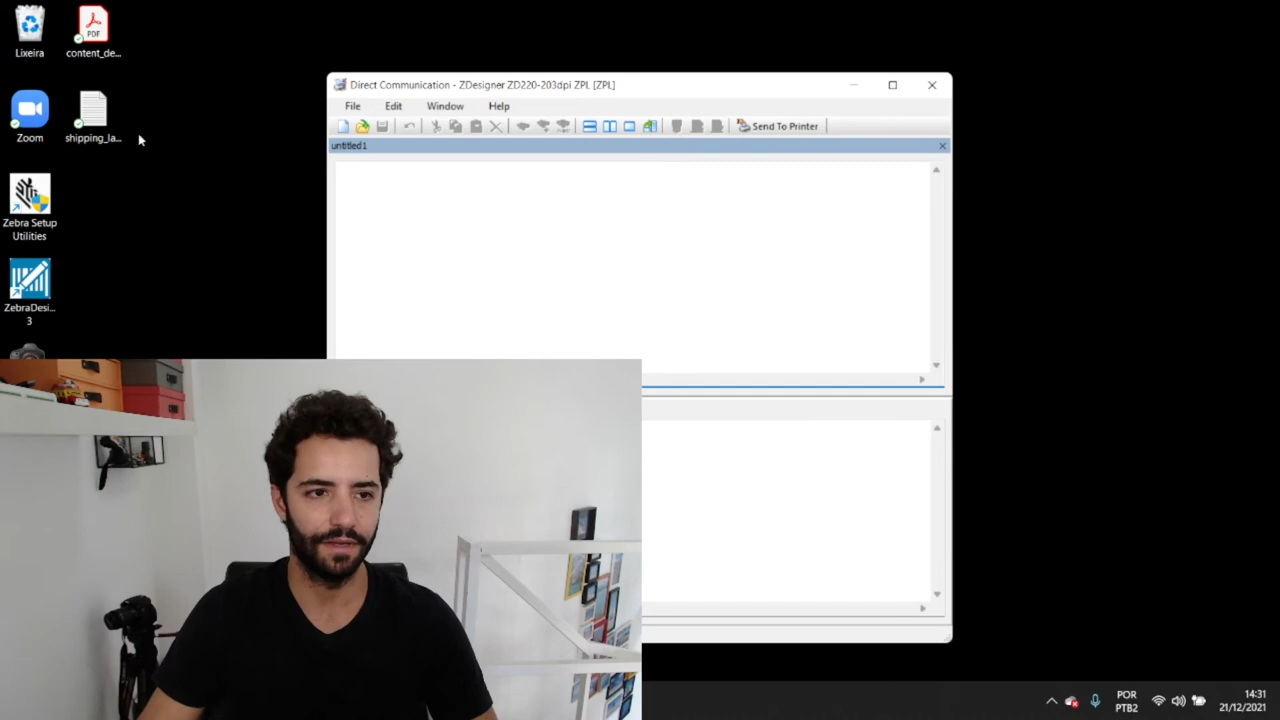 Lixeira
content_de...
Zoom
shipping_la...
Zebra Setup
Utilities
ZebraDesi...
3
Direct Communication - ZDesigner ZD220-203dpi ZPL [ZPL]
File Edit Window Help
Send To Printer
untitled1
PDF
POR
PTB2
14:31
21/12/2021